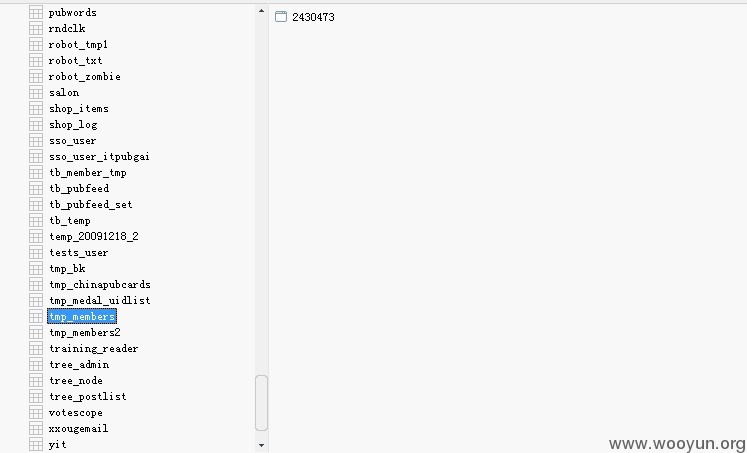 pubwords
rndclk
robot_tmp1
robot_txt
robot_zombie
salon
shop_items
shop_log
sso_user
sso_user_itpubgai
tb_member_tmp
tb_pubfeed
tb_pubfeed_set
tb_temp
temp_20091218_2
tests_user
tmp_bk
tmp_chinapubcards
tmp_medal_uidlist
tmp_members
tmp_members2
training_reader
tree_admin
tree_node
tree_postlist
votescope
xxougemail
yit
2430473
www.wooyun.org